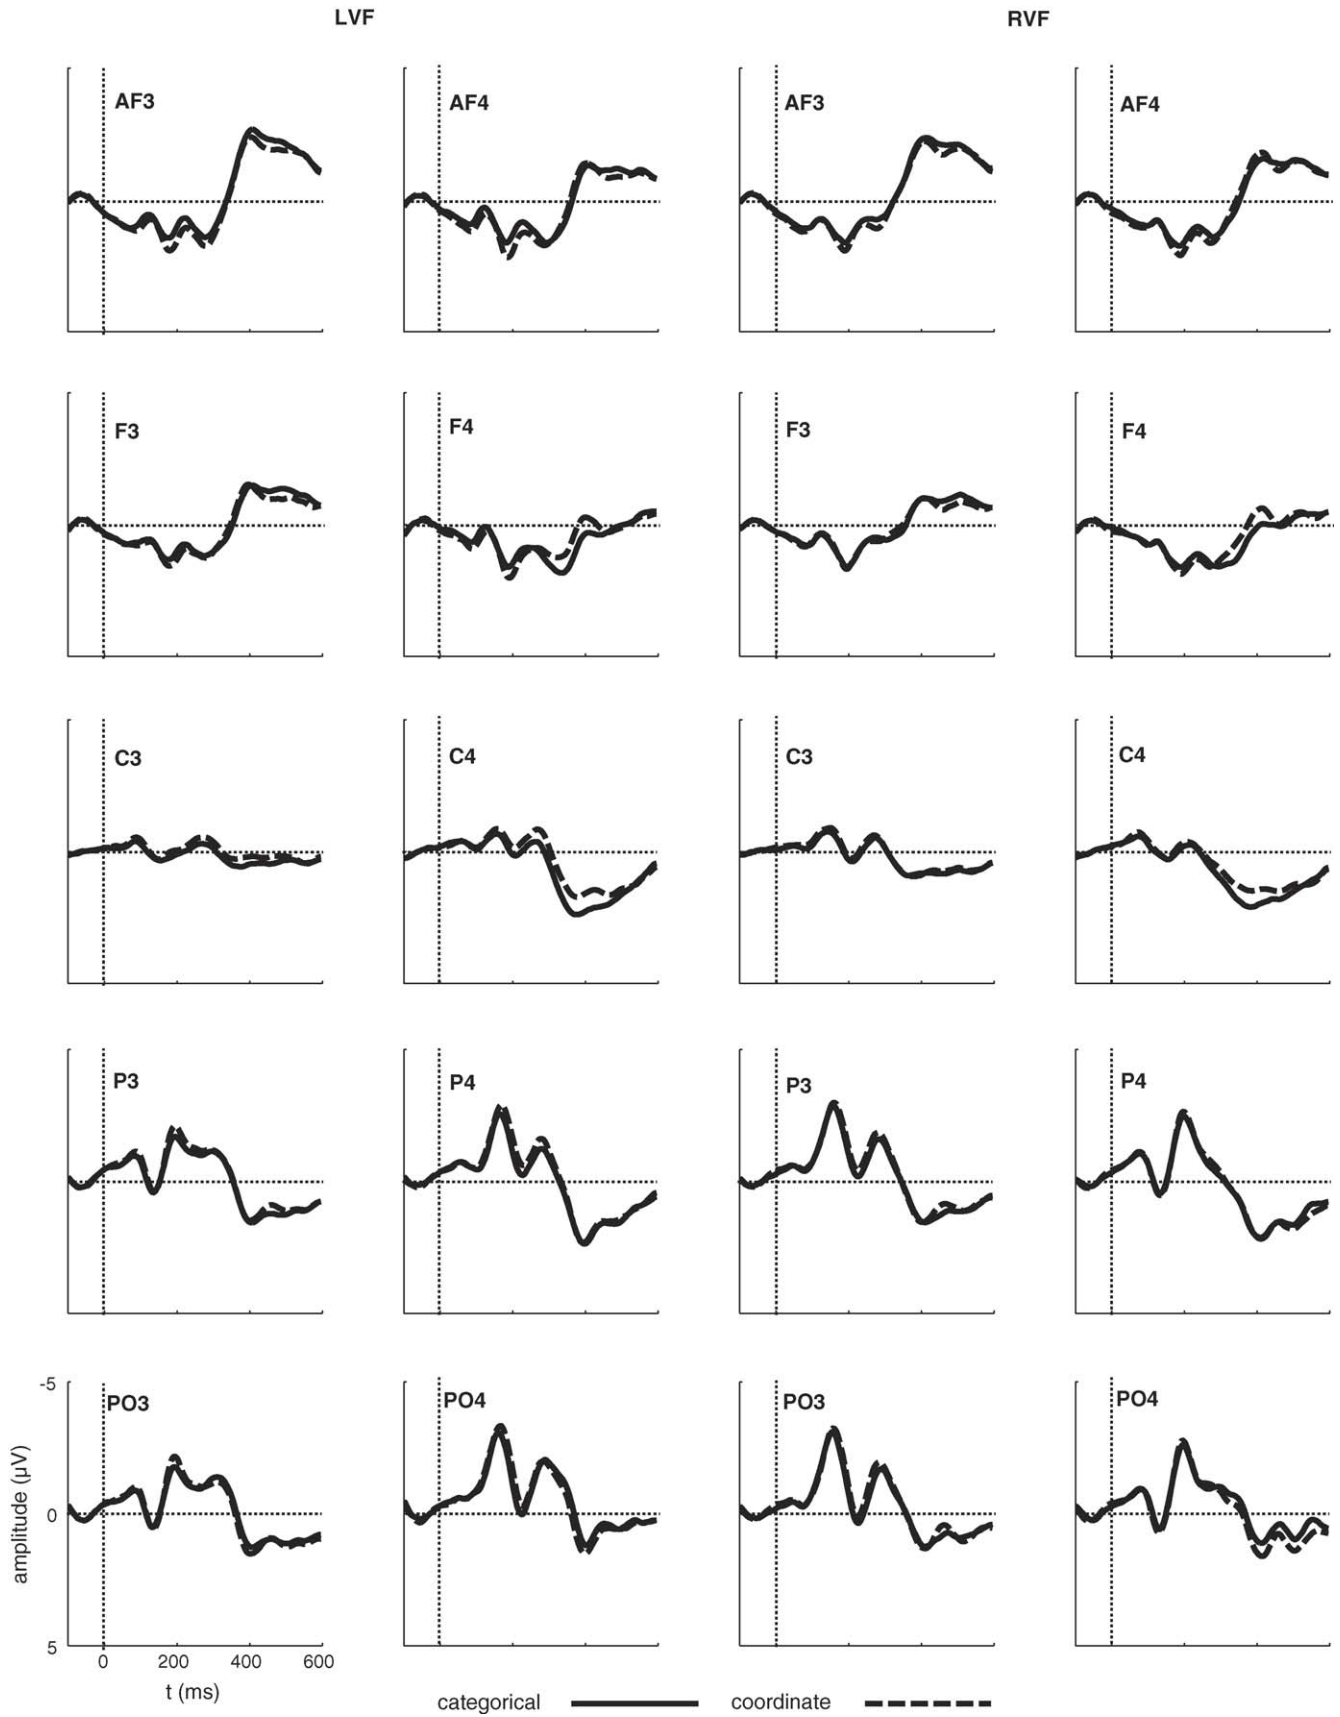 LVF RVF
AF3 AF4 AF3 AF4
F3 F4 F3 F4
C3 C4 C3 C4
P3 P4 P3 P4
-5
PO3 PO4 PO3 PO4
amplitude (µV)
0
5
0 200 400 600
t (ms)
categorical coordinate